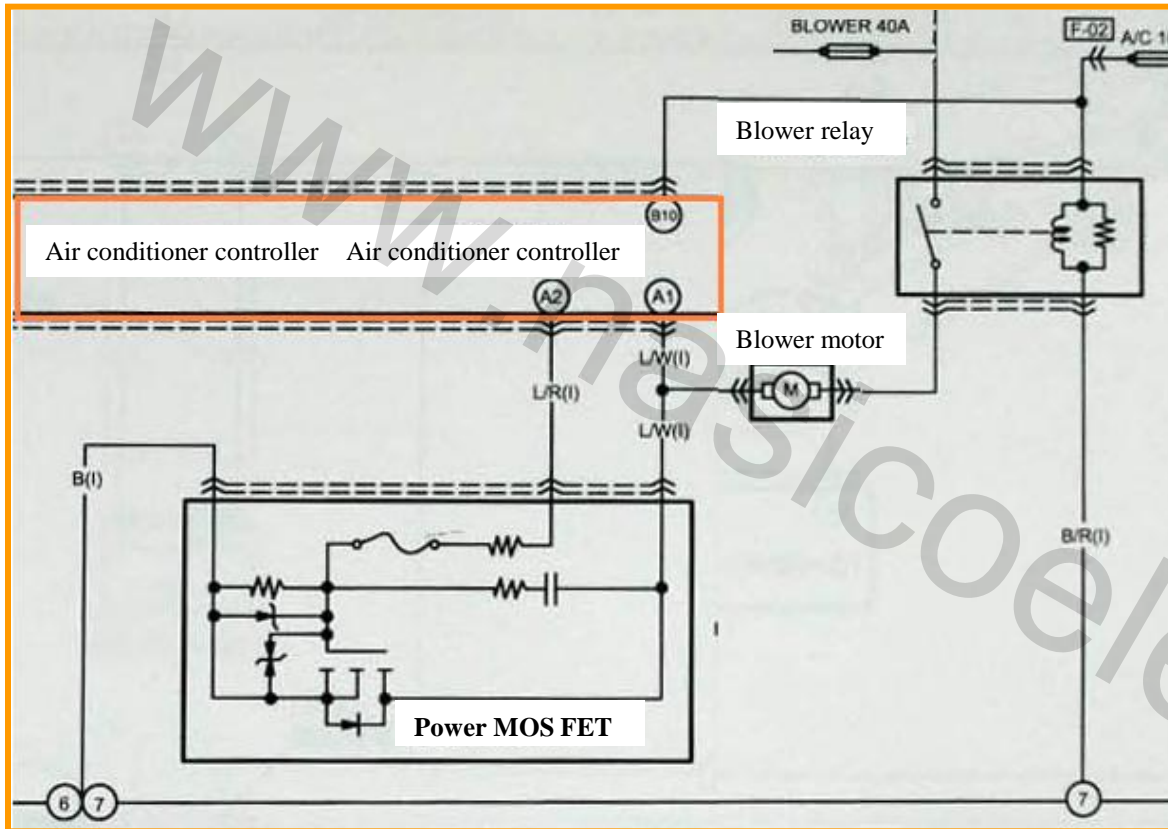 BLOWER 40A
F-02
A/C 1
Blower relay
B10
Air conditioner controller Air conditioner controller
A2
A1
Blower motor
L/W(I)
L/R(I)
M
L/W(I)
B(I)
B/R(I)
Power MOS FET
6
7
7
www.nasicoele